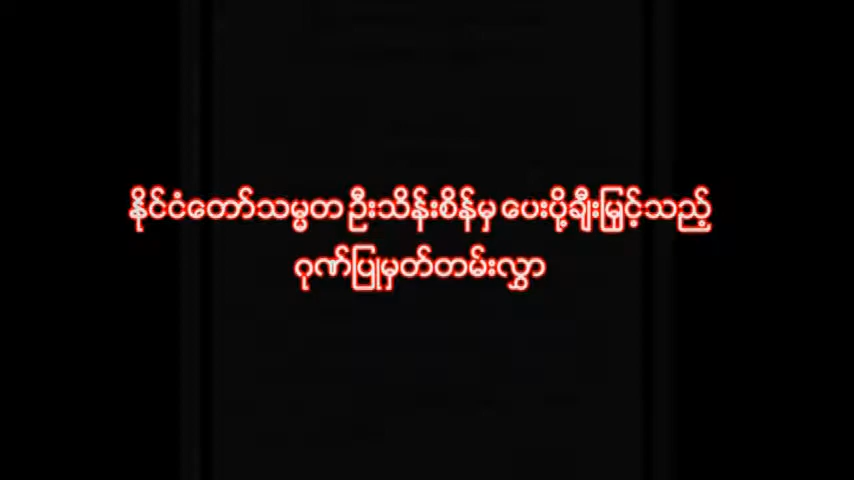 နိုင်ငံတော်သမ္မတ ဦးသိန်းစိန်မှ ပေးပို့ချီးမြှင့်သည့်
ဂုဏ်ပြုမှတ်တမ်းလွှာ